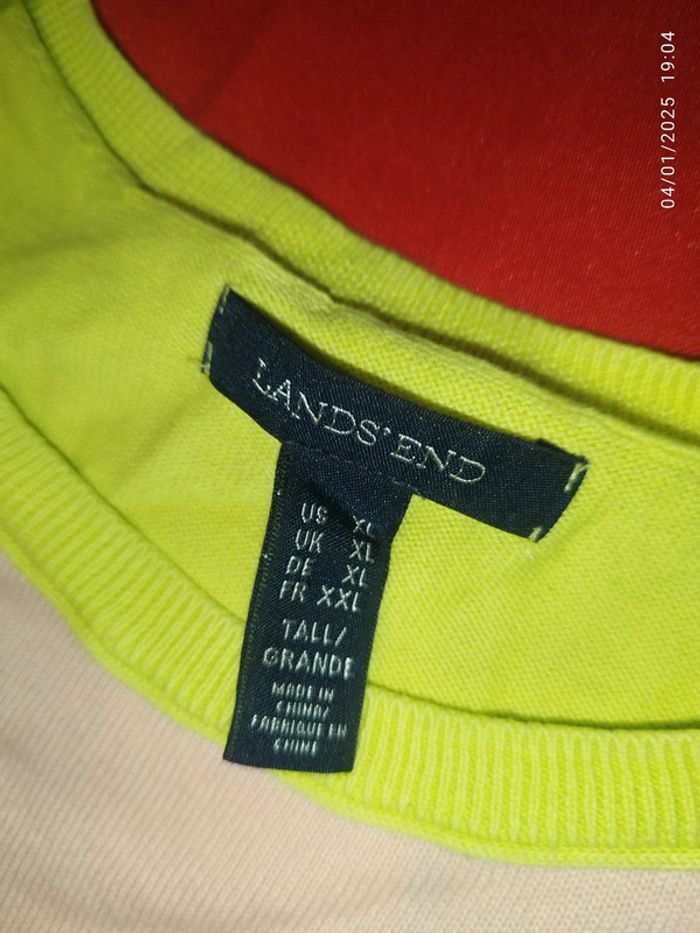 04/01/2025 19:04
LANDS' END
US XL
UK XL
DE XL
FR XXL
TALL/
GRANDE
MADE IN
CHINA/
FABRIQUE EN
CHINE